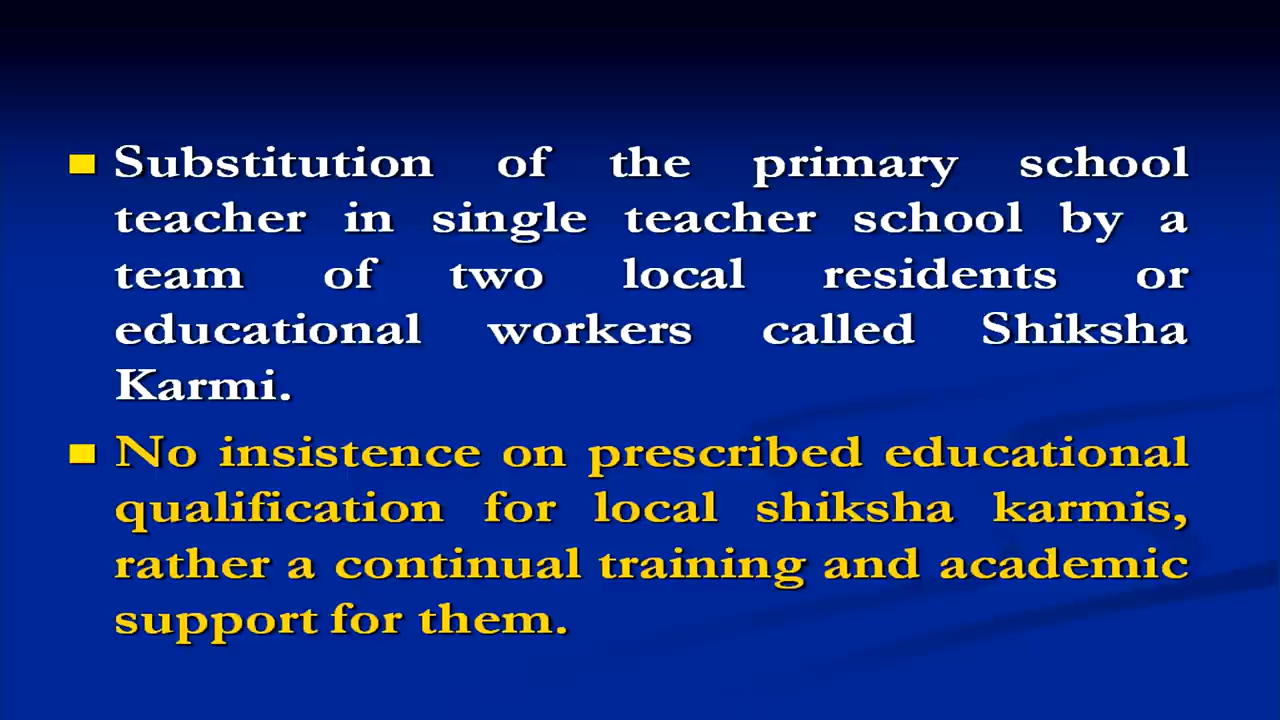 Substitution of the primary school
teacher in single teacher school by a
team of two local residents or
educational workers called Shiksha
Karmi.
No insistence on prescribed educational
qualification for local shiksha karmis,
rather a continual training and academic
support for them.